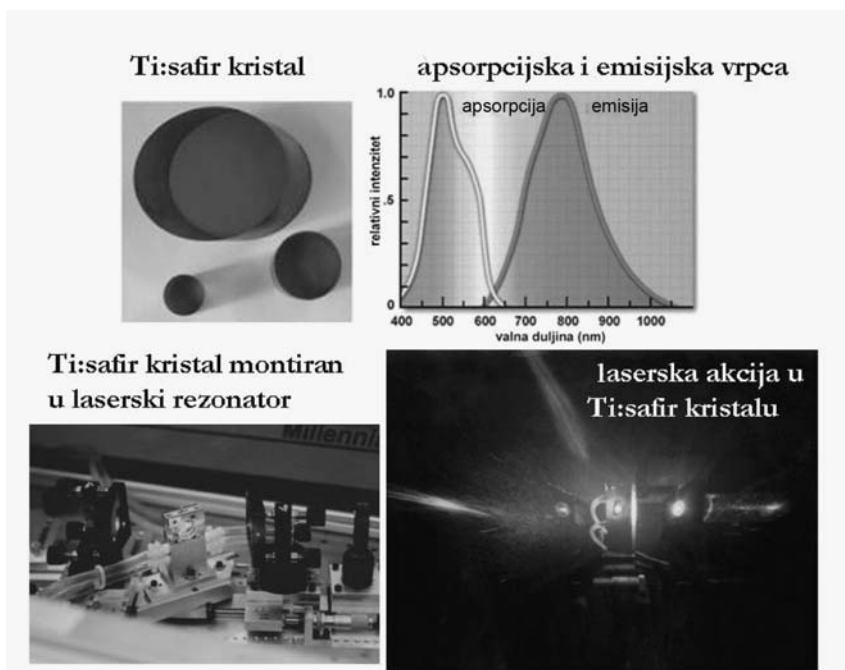 Ti:safir kristal
apsorpcijska i emisijska vrpca
1.0
apsorpcija
emisija
relativni intenzitet
.5
0
400 500 600 700 800 900 1000
valna duljina (nm)
Ti:safir kristal montiran
u laserski rezonator
Millenni
laserska akcija u
Ti:safir kristalu